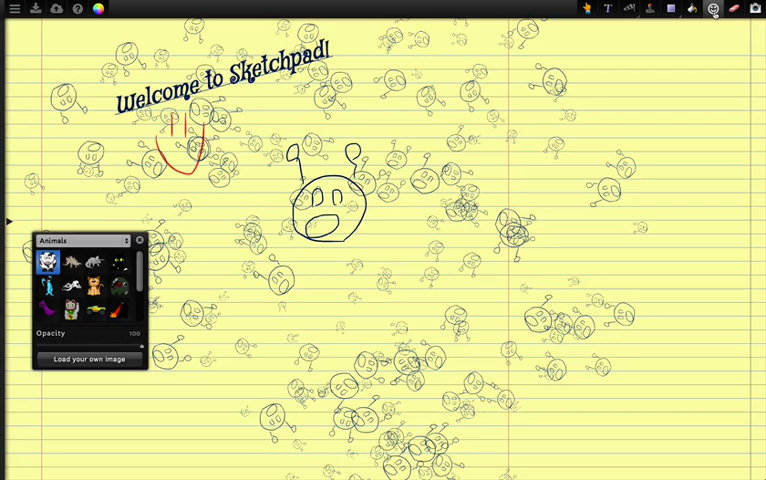 T
Welcome to Sketchpad!
Animals
Opacity 100
Load your own image